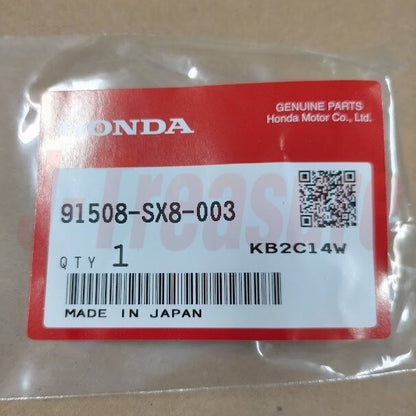 HONDA
GENUINE PARTS
Honda Motor Co., Ltd.
91508-SX8-003
KB2C14W
QTY 1
MADE IN JAPAN